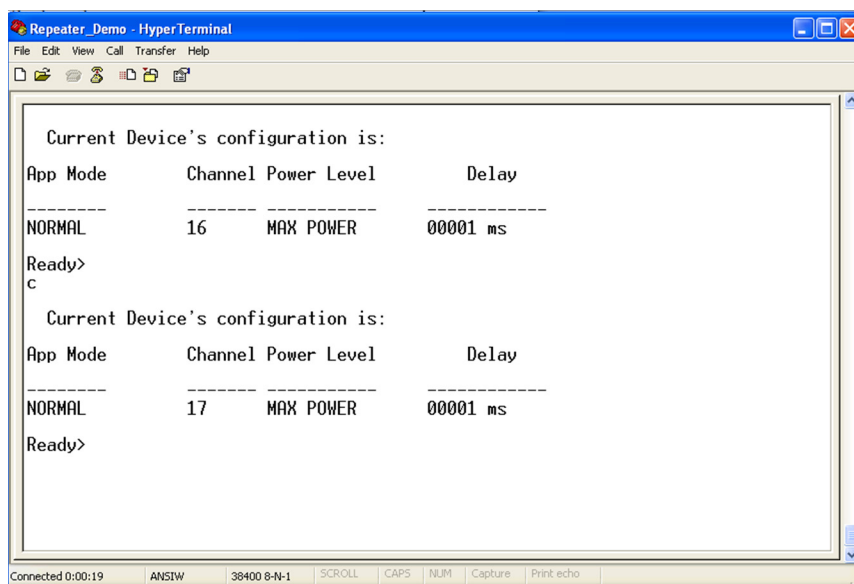 Repeater_Demo - HyperTerminal
File Edit View Call Transfer Help
Current Device's configuration is:
App Mode Channel Power Level Delay
-------- ------- ----------- ------------
NORMAL 16 MAX POWER 00001 ms
Ready>
c
Current Device's configuration is:
App Mode Channel Power Level Delay
-------- ------- ----------- ------------
NORMAL 17 MAX POWER 00001 ms
Ready>
Connected 0:00:19 ANSIW 38400 8-N-1 SCROLL CAPS NUM Capture Print echo